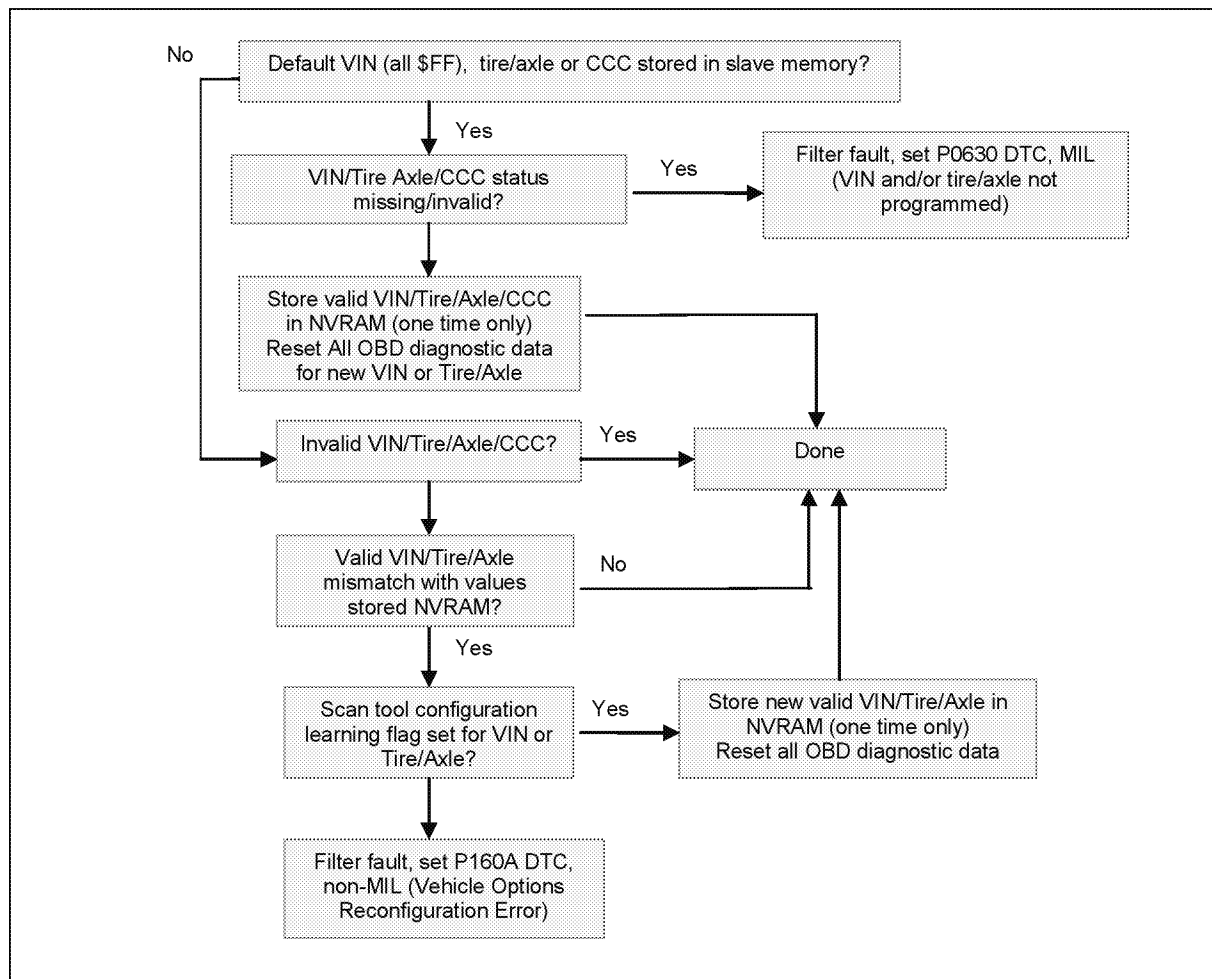 No
Default VIN (all $FF), tire/axle or CCC stored in slave memory?
Yes
VIN/Tire Axle/CCC status
missing/invalid?
Yes
Filter fault, set P0630 DTC, MIL
(VIN and/or tire/axle not
programmed)
Store valid VIN/Tire/Axle/CCC
in NVRAM (one time only)
Reset All OBD diagnostic data
for new VIN or Tire/Axle
Invalid VIN/Tire/Axle/CCC?
Yes
Done
Valid VIN/Tire/Axle
mismatch with values
stored NVRAM?
No
Yes
Scan tool configuration
learning flag set for VIN or
Tire/Axle?
Yes
Store new valid VIN/Tire/Axle in
NVRAM (one time only)
Reset all OBD diagnostic data
Filter fault, set P160A DTC,
non-MIL (Vehicle Options
Reconfiguration Error)